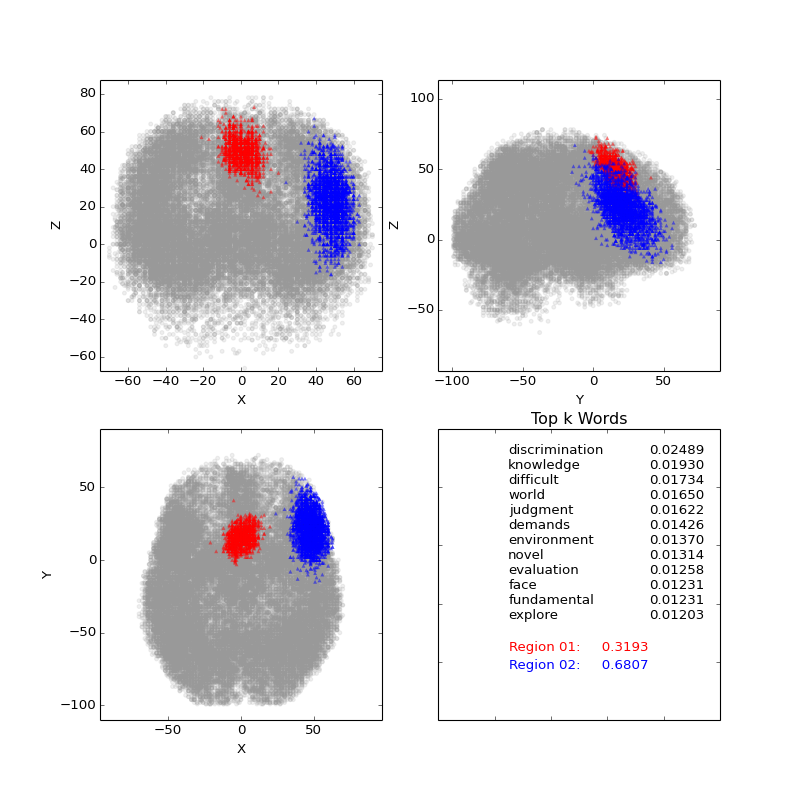 80
60
40
20
0
−20
−40
−60
Z
−60 −40 −20 0 20 40 60
X
100
50
0
−50
Z
−100 −50 0 50
Y
50
0
−50
−100
Y
−50 0 50
X
Top k Words
discrimination 0.02489
knowledge 0.01930
difficult 0.01734
world 0.01650
judgment 0.01622
demands 0.01426
environment 0.01370
novel 0.01314
evaluation 0.01258
face 0.01231
fundamental 0.01231
explore 0.01203
Region 01: 0.3193
Region 02: 0.6807